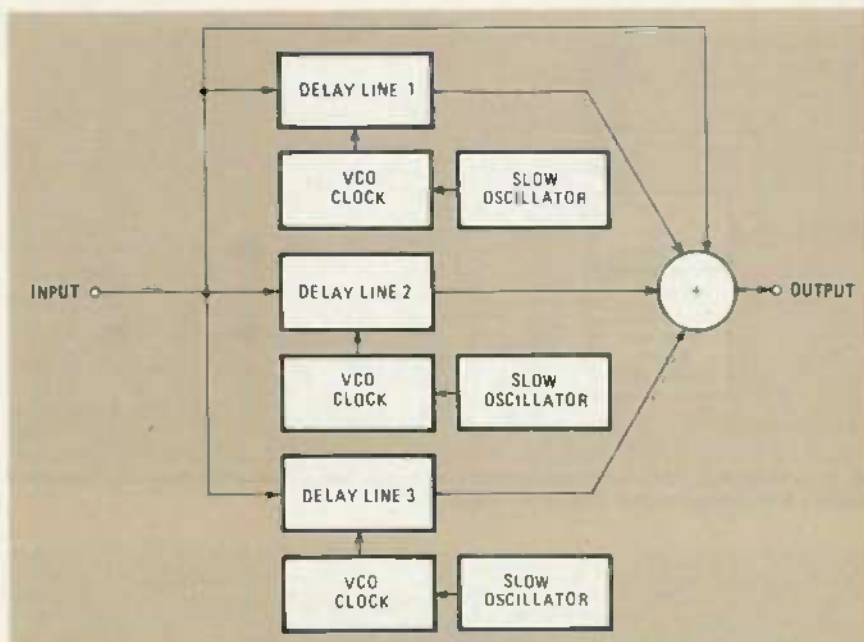 DELAY LINE 1
VCO
CLOCK
SLOW
OSCILLATOR
INPUT
DELAY LINE 2
+
OUTPUT
VCO
CLOCK
SLOW
OSCILLATOR
DELAY LINE 3
VCO
CLOCK
SLOW
OSCILLATOR